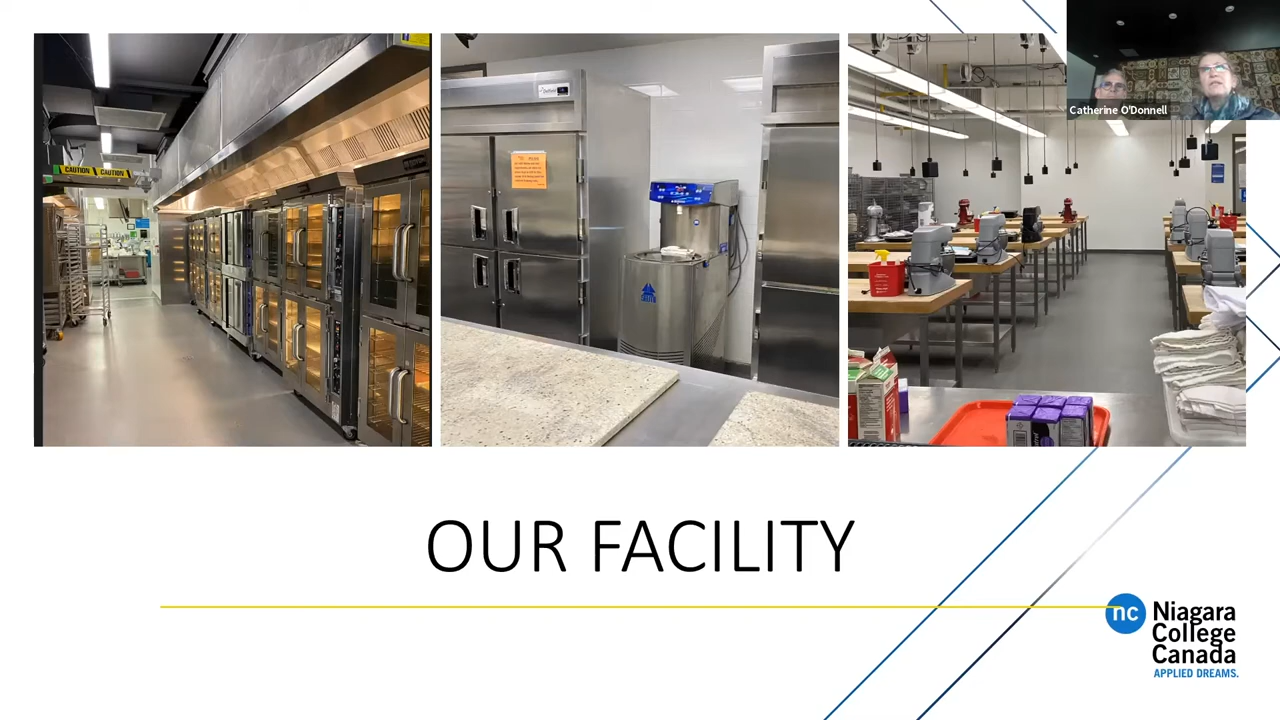 CAUTION CAUTION
Catherine O'Donnell
OUR FACILITY
nc
Niagara
College
Canada
APPLIED DREAMS.